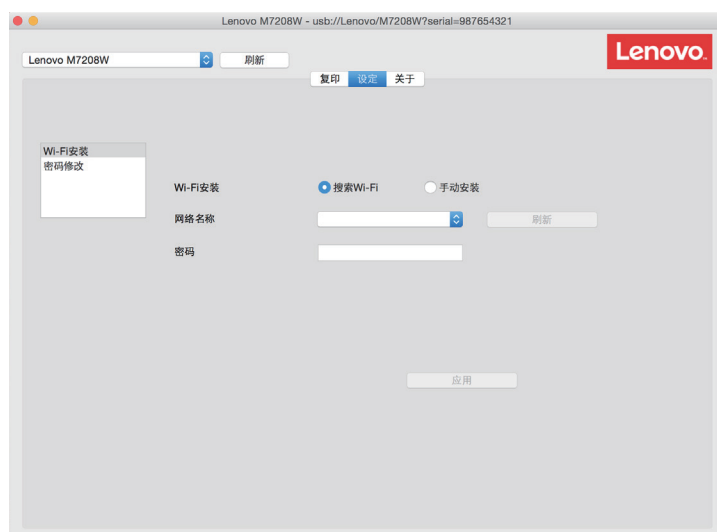 Lenovo M7208W - usb://Lenovo/M7208W?serial=987654321
Lenovo
Lenovo M7208W 刷新
复印 设定 关于
Wi-Fi安装
密码修改
Wi-Fi安装 搜索Wi-Fi 手动安装
网络名称 刷新
密码
应用